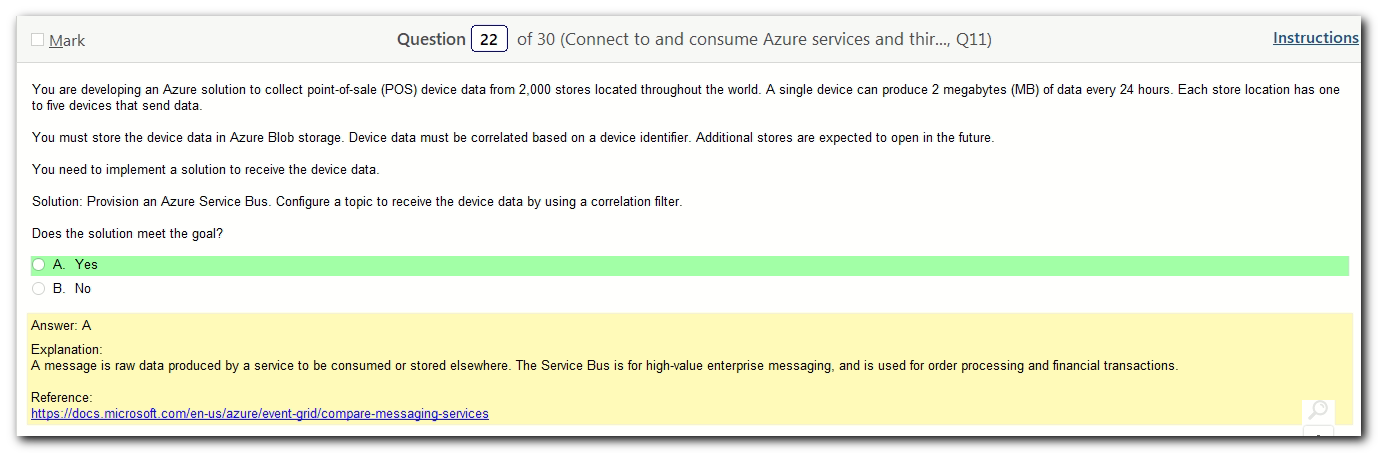 Mark
Question 22 of 30 (Connect to and consume Azure services and thir..., Q11)
Instructions
You are developing an Azure solution to collect point-of-sale (POS) device data from 2,000 stores located throughout the world. A single device can produce 2 megabytes (MB) of data every 24 hours. Each store location has one
to five devices that send data.
You must store the device data in Azure Blob storage. Device data must be correlated based on a device identifier. Additional stores are expected to open in the future.
You need to implement a solution to receive the device data.
Solution: Provision an Azure Service Bus. Configure a topic to receive the device data by using a correlation filter.
Does the solution meet the goal?
A. Yes
B. No
Answer: A
Explanation:
A message is raw data produced by a service to be consumed or stored elsewhere. The Service Bus is for high-value enterprise messaging, and is used for order processing and financial transactions.
Reference:
https://docs.microsoft.com/en-us/azure/event-grid/compare-messaging-services